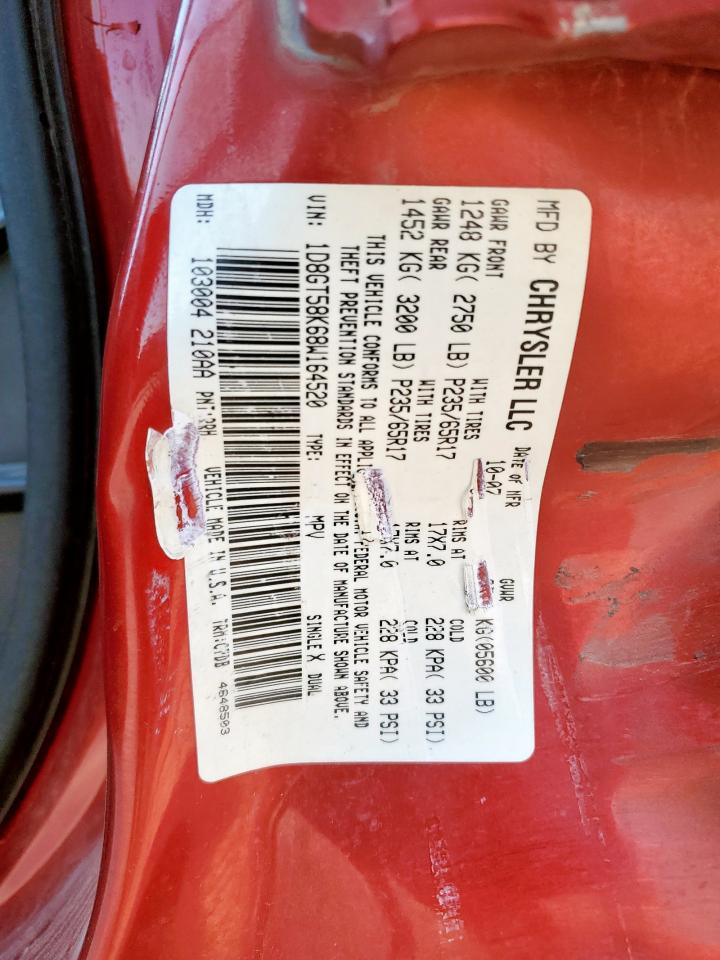 MFD BY CHRYSLER LLC DATE OF MFR 10-07 GVWR
KG(05600 LB)
GAWR FRONT WITH TIRES RIMS AT COLD
1248 KG( 2750 LB) P235/65R17 17X7.0 228 KPA( 33 PSI)
GAWR REAR WITH TIRES RIMS AT COLD
1452 KG( 3200 LB) P235/65R17 228 KPA( 33 PSI)
THIS VEHICLE CONFORMS TO ALL FEDERAL MOTOR VEHICLE SAFETY AND
THEFT PREVENTION STANDARDS IN EFFECT ON THE DATE OF MANUFACTURE SHOWN ABOVE.
VIN: 1D8GT58K68W164520 TYPE: MPV SINGLE X DUAL
MDH: 103004 210AA PNT: VEHICLE MADE IN U.S.A. TRM:C7DB 4648503